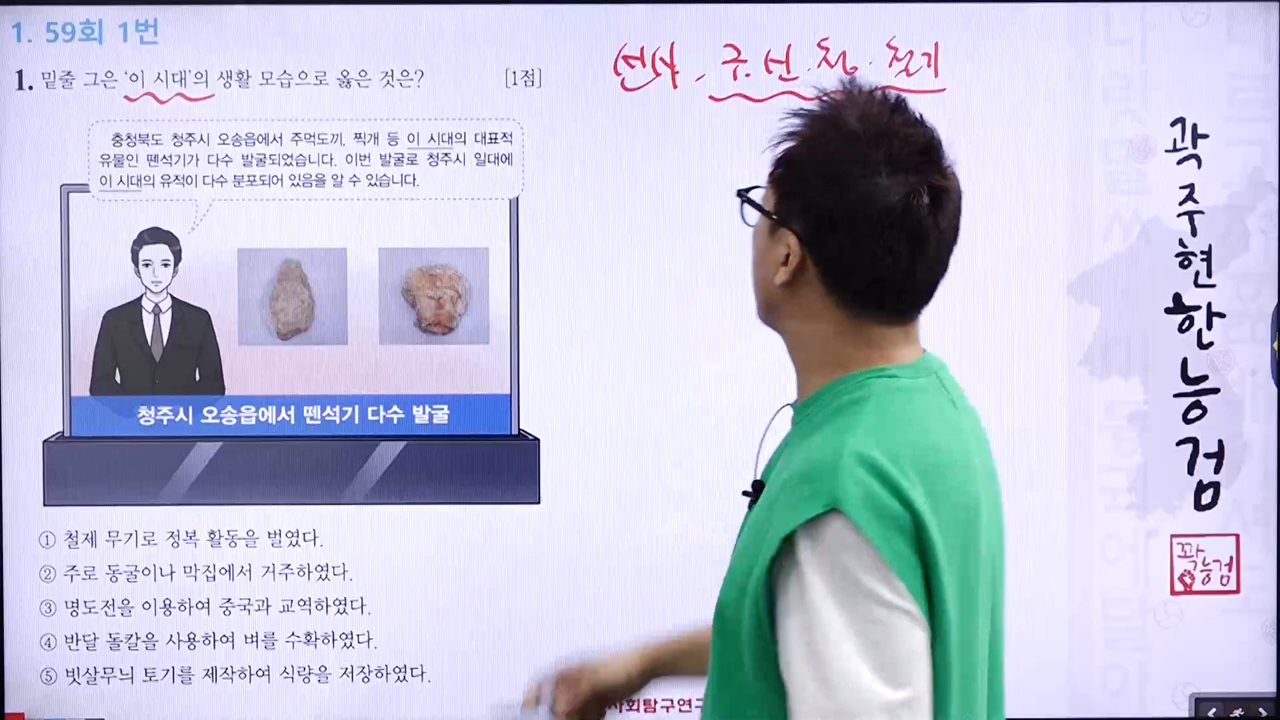 1. 59회 1번
1. 밑줄 그은 '이 시대'의 생활 모습으로 옳은 것은? [1점]
선사, 구. 신. 청. 철기
충청북도 청주시 오송읍에서 주먹도끼, 찍개 등 이 시대의 대표적
유물인 뗀석기가 다수 발굴되었습니다. 이번 발굴로 청주시 일대에
이 시대의 유적이 다수 분포되어 있음을 알 수 있습니다.
청주시 오송읍에서 뗀석기 다수 발굴
① 철제 무기로 정복 활동을 벌였다.
② 주로 동굴이나 막집에서 거주하였다.
③ 명도전을 이용하여 중국과 교역하였다.
④ 반달 돌칼을 사용하여 벼를 수확하였다.
⑤ 빗살무늬 토기를 제작하여 식량을 저장하였다.
곽주현한능검
꽉능검